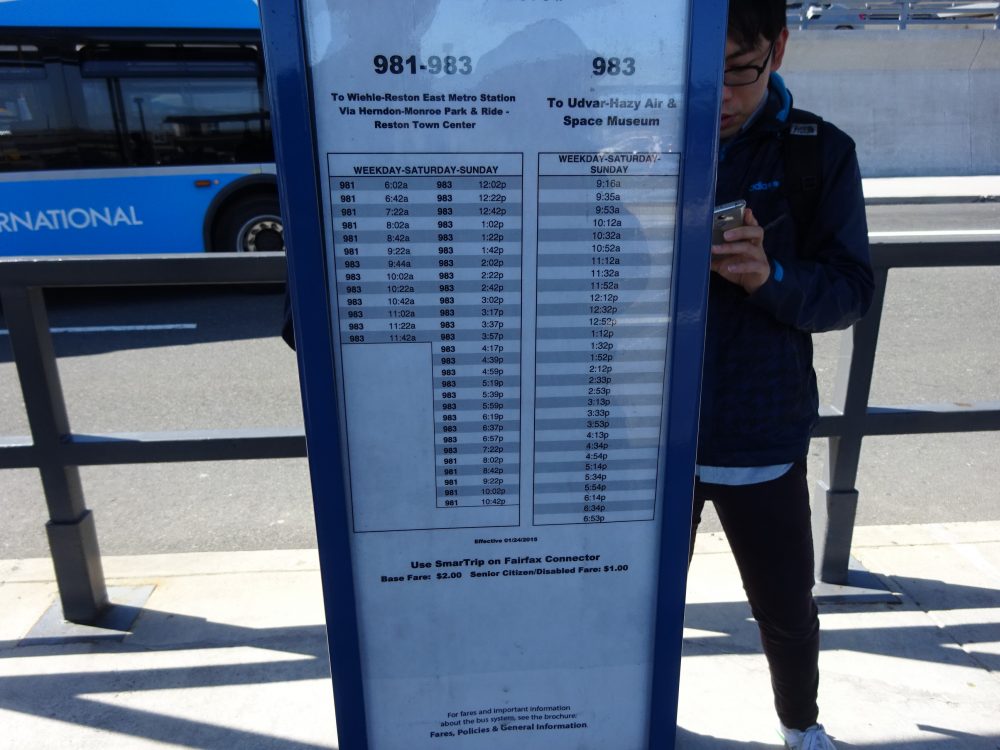 981-983
To Wiehle-Reston East Metro Station
Via Herndon-Monroe Park & Ride -
Reston Town Center
WEEKDAY-SATURDAY-SUNDAY
981 6:02a 983 12:02p
981 6:42a 983 12:22p
981 7:22a 983 12:42p
981 8:02a 983 1:02p
981 8:42a 983 1:22p
981 9:22a 983 1:42p
983 9:44a 983 2:02p
983 10:02a 983 2:22p
983 10:22a 983 2:42p
983 10:42a 983 3:02p
983 11:02a 983 3:17p
983 11:22a 983 3:37p
983 11:42a 983 3:57p
983 4:17p
983 4:39p
983 4:59p
983 5:19p
983 5:39p
983 5:59p
983 6:19p
983 6:37p
983 6:57p
983 7:22p
981 8:02p
981 8:42p
981 9:22p
981 10:02p
981 10:42p
983
To Udvar-Hazy Air &
Space Museum
WEEKDAY-SATURDAY-
SUNDAY
9:16a
9:35a
9:53a
10:12a
10:32a
10:52a
11:12a
11:32a
11:52a
12:12p
12:32p
12:52p
1:12p
1:32p
1:52p
2:12p
2:33p
2:53p
3:13p
3:33p
3:53p
4:13p
4:34p
4:54p
5:14p
5:34p
5:54p
6:14p
6:34p
6:53p
Effective 01/24/2015
Use SmarTrip on Fairfax Connector
Base Fare: $2.00 Senior Citizen/Disabled Fare: $1.00
For fares and important information
about the bus system, see the brochure;
Fares, Policies & General Information
RNATIONAL
adidas